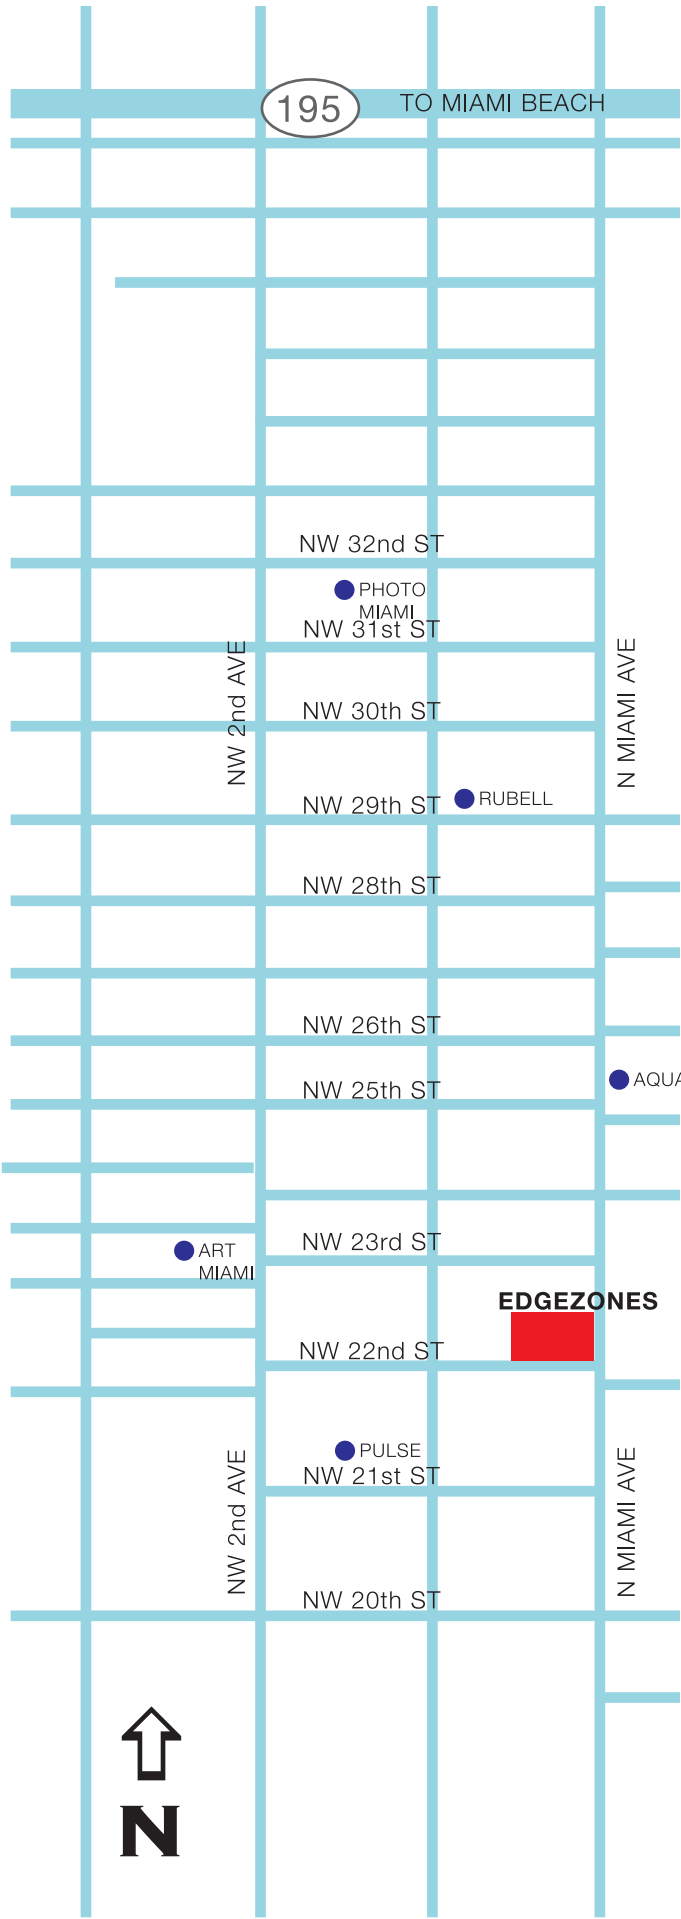 195
TO MIAMI BEACH
NW 32nd ST
PHOTO
MIAMI
NW 31st ST
NW 2nd AVE
N MIAMI AVE
NW 30th ST
RUBELL
NW 29th ST
NW 28th ST
NW 26th ST
AQUA
NW 25th ST
NW 23rd ST
ART
MIAMI
EDGEZONES
NW 22nd ST
PULSE
NW 21st ST
NW 2nd AVE
N MIAMI AVE
NW 20th ST
N